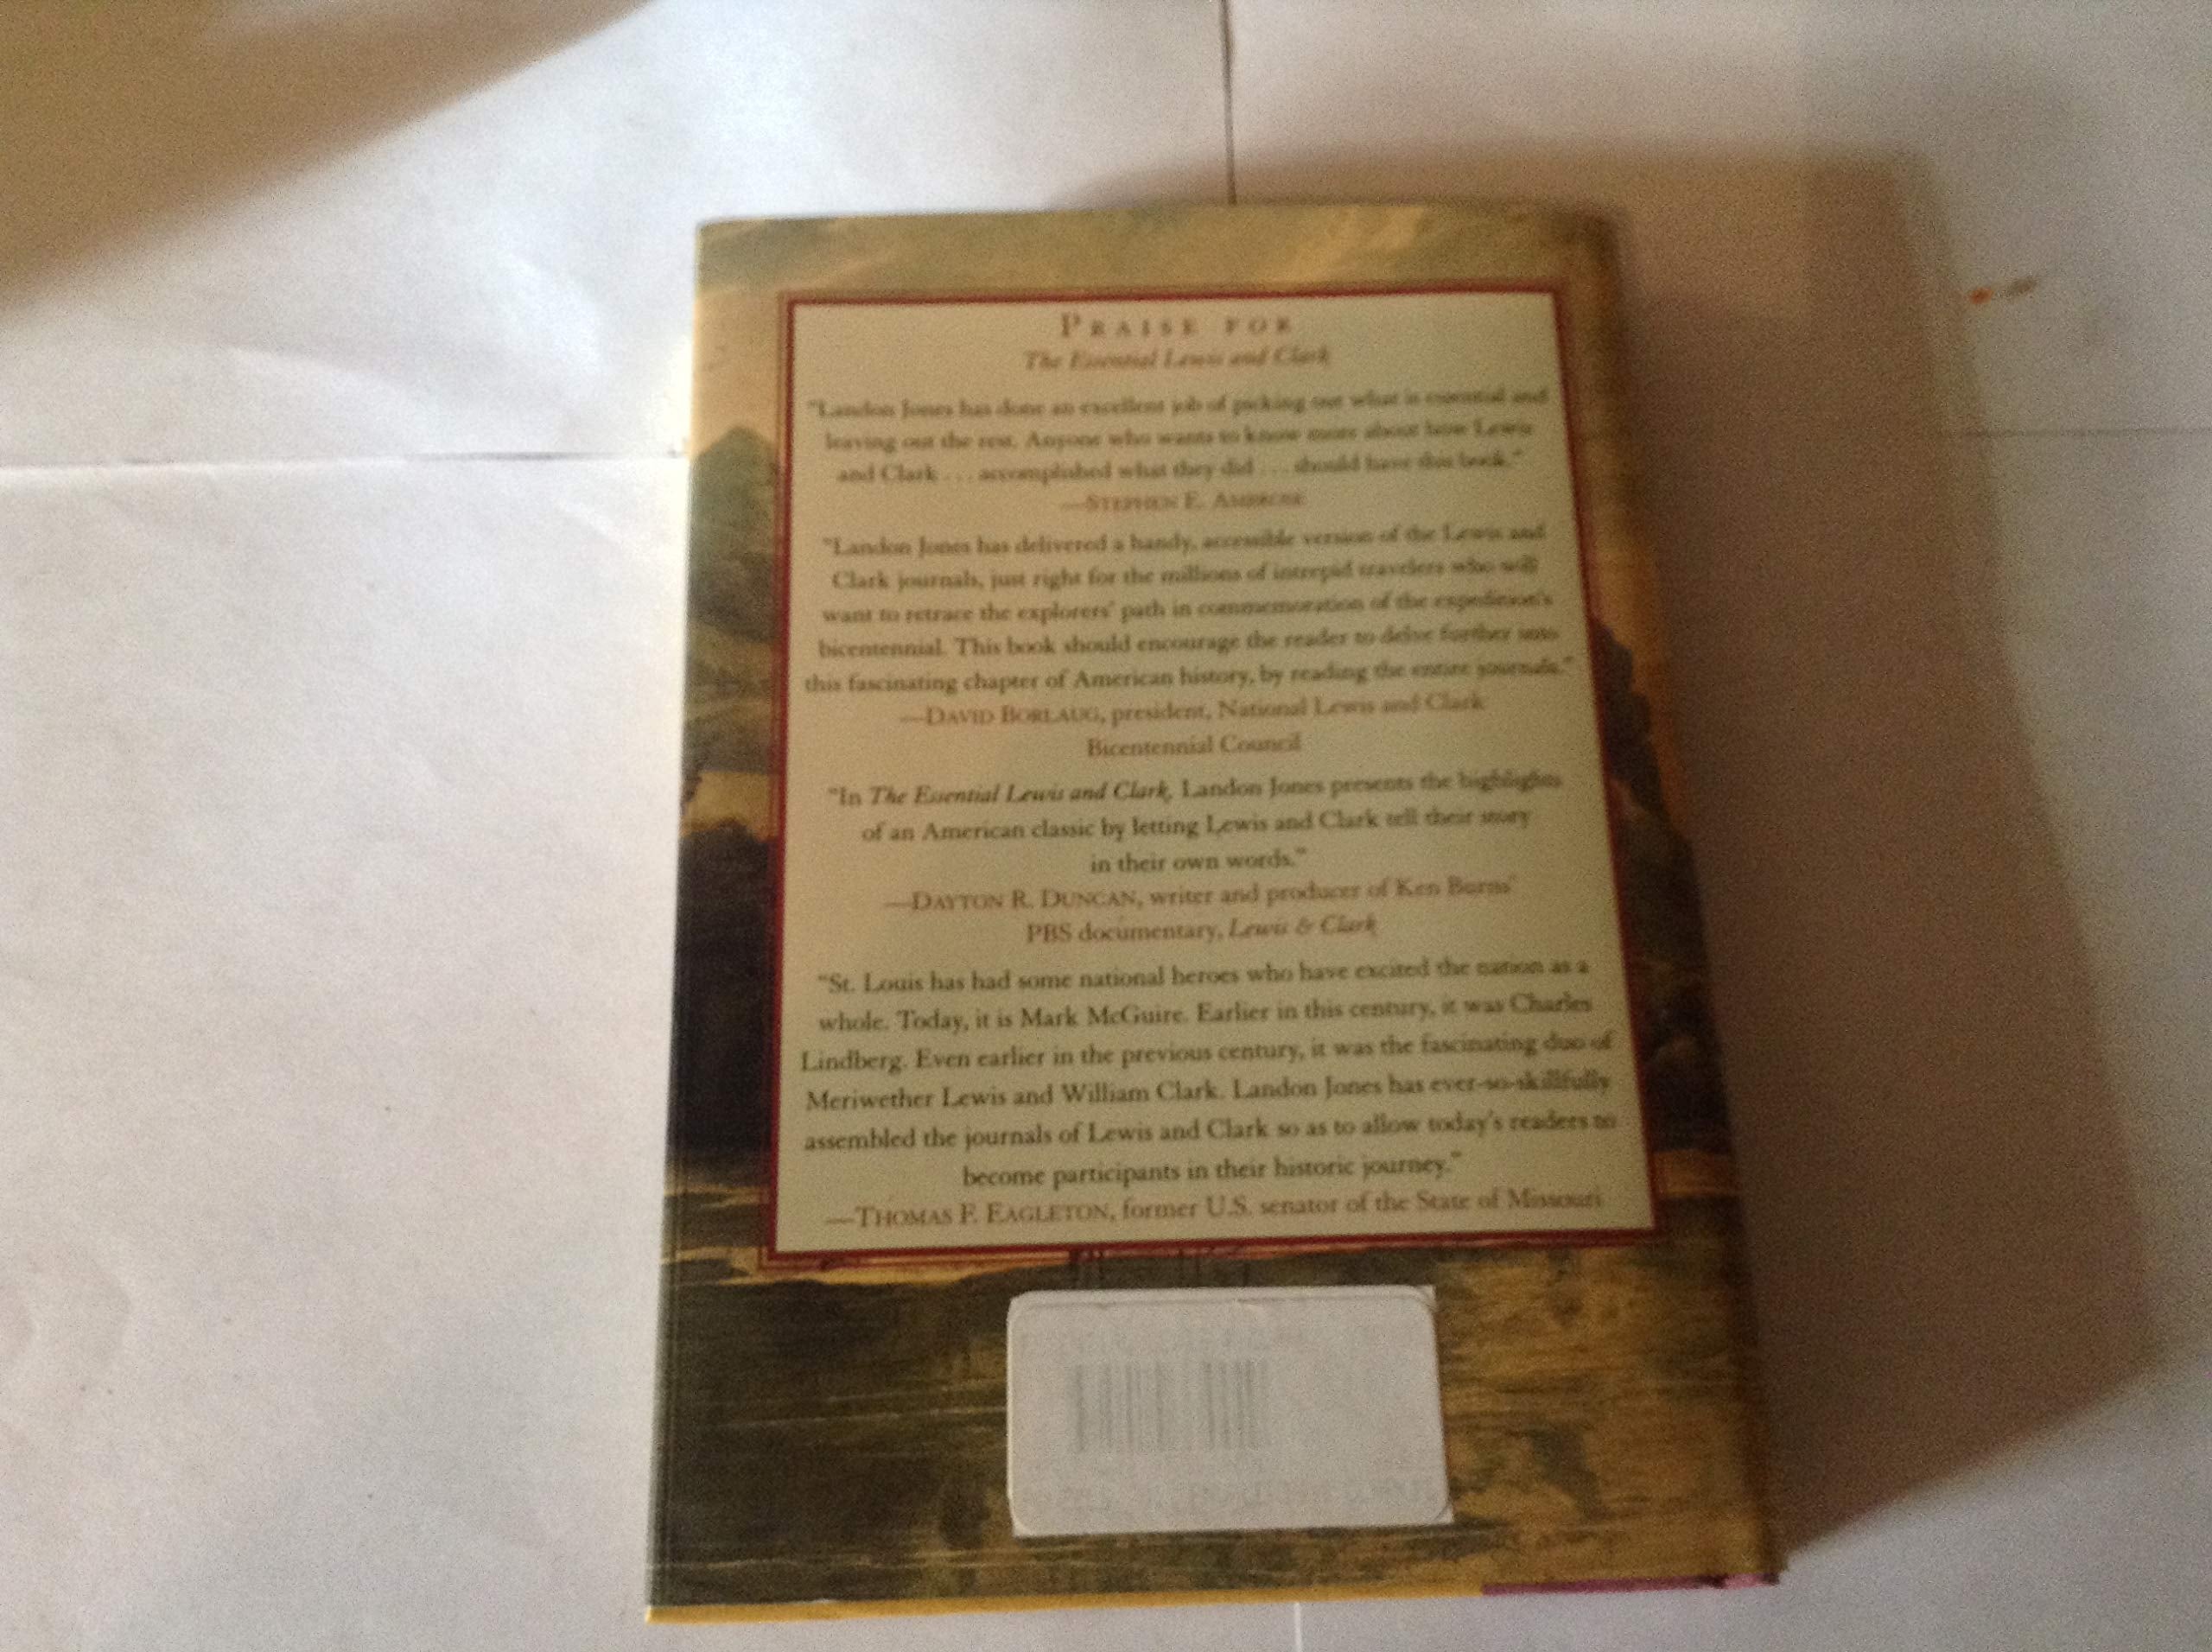 PRAISE FOR
The Essential Lewis and Clark
"Landon Jones has done an excellent job of picking out what is essential and
leaving out the rest. Anyone who wants to know more about how Lewis
and Clark . . . accomplished what they did . . . should have this book."
—STEPHEN E. AMBROSE
"Landon Jones has delivered a handy, accessible version of the Lewis and
Clark journals, just right for the millions of intrepid travelers who will
want to retrace the explorers' path in commemoration of the expedition's
bicentennial. This book should encourage the reader to delve further into
this fascinating chapter of American history, by reading the entire journals."
—DAVID BORLAUG, president, National Lewis and Clark
Bicentennial Council
"In The Essential Lewis and Clark, Landon Jones presents the highlights
of an American classic by letting Lewis and Clark tell their story
in their own words."
—DAYTON R. DUNCAN, writer and producer of Ken Burns'
PBS documentary, Lewis & Clark
"St. Louis has had some national heroes who have excited the nation as a
whole. Today, it is Mark McGuire. Earlier in this century, it was Charles
Lindberg. Even earlier in the previous century, it was the fascinating duo of
Meriwether Lewis and William Clark. Landon Jones has ever-so-skillfully
assembled the journals of Lewis and Clark so as to allow today's readers to
become participants in their historic journey."
—THOMAS F. EAGLETON, former U.S. senator of the State of Missouri